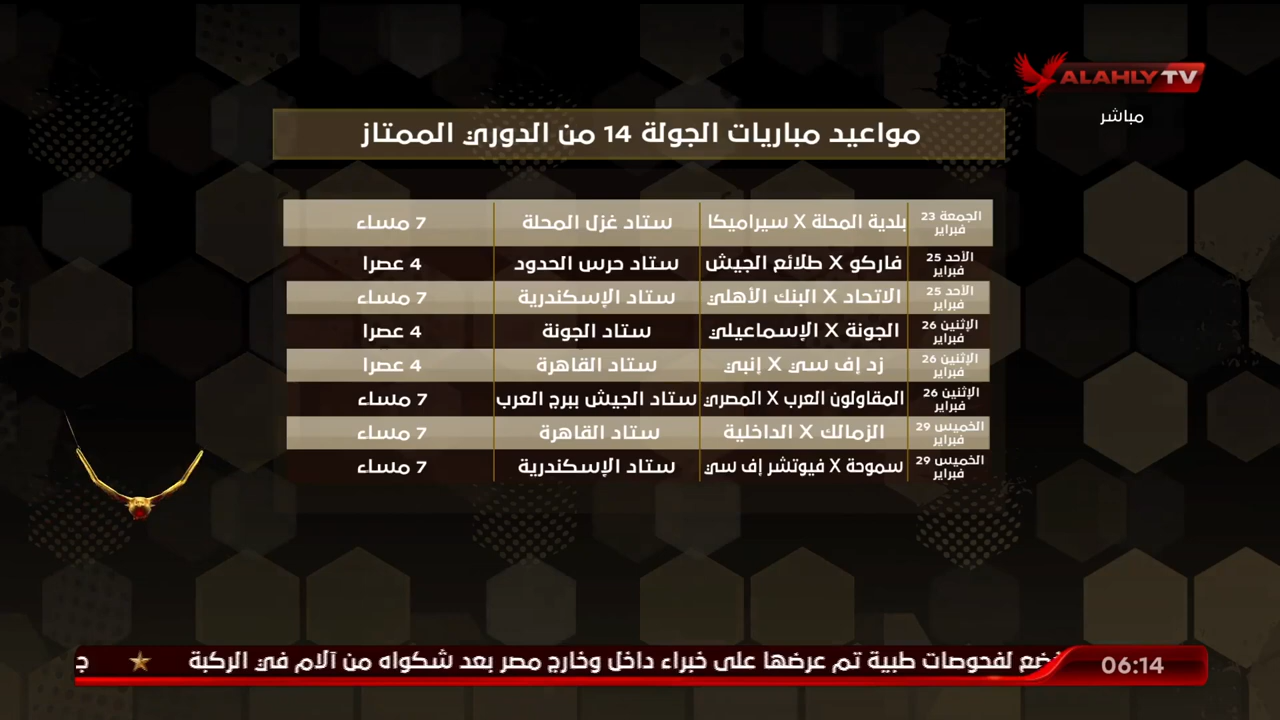 ALAHLY TV
مباشر
مواعيد مباريات الجولة 14 من الدوري الممتاز
الجمعة 23 فبراير بلدية المحلة X سيراميكا ستاد غزل المحلة 7 مساء
الأحد 25 فبراير فاركو X طلائع الجيش ستاد حرس الحدود 4 عصرا
الأحد 25 فبراير الاتحاد X البنك الأهلي ستاد الإسكندرية 7 مساء
الإثنين 26 فبراير الجونة X الإسماعيلي ستاد الجونة 4 عصرا
الإثنين 26 فبراير زد إف سي X إنبي ستاد القاهرة 4 عصرا
الإثنين 26 فبراير المقاولون العرب X المصري ستاد الجيش ببرج العرب 7 مساء
الخميس 29 فبراير الزمالك X الداخلية ستاد القاهرة 7 مساء
الخميس 29 فبراير سموحة X فيوتشر إف سي ستاد الإسكندرية 7 مساء
06:14
لفحوصات طبية تم عرضها على خبراء داخل وخارج مصر بعد شكواه من آلام في الركبة